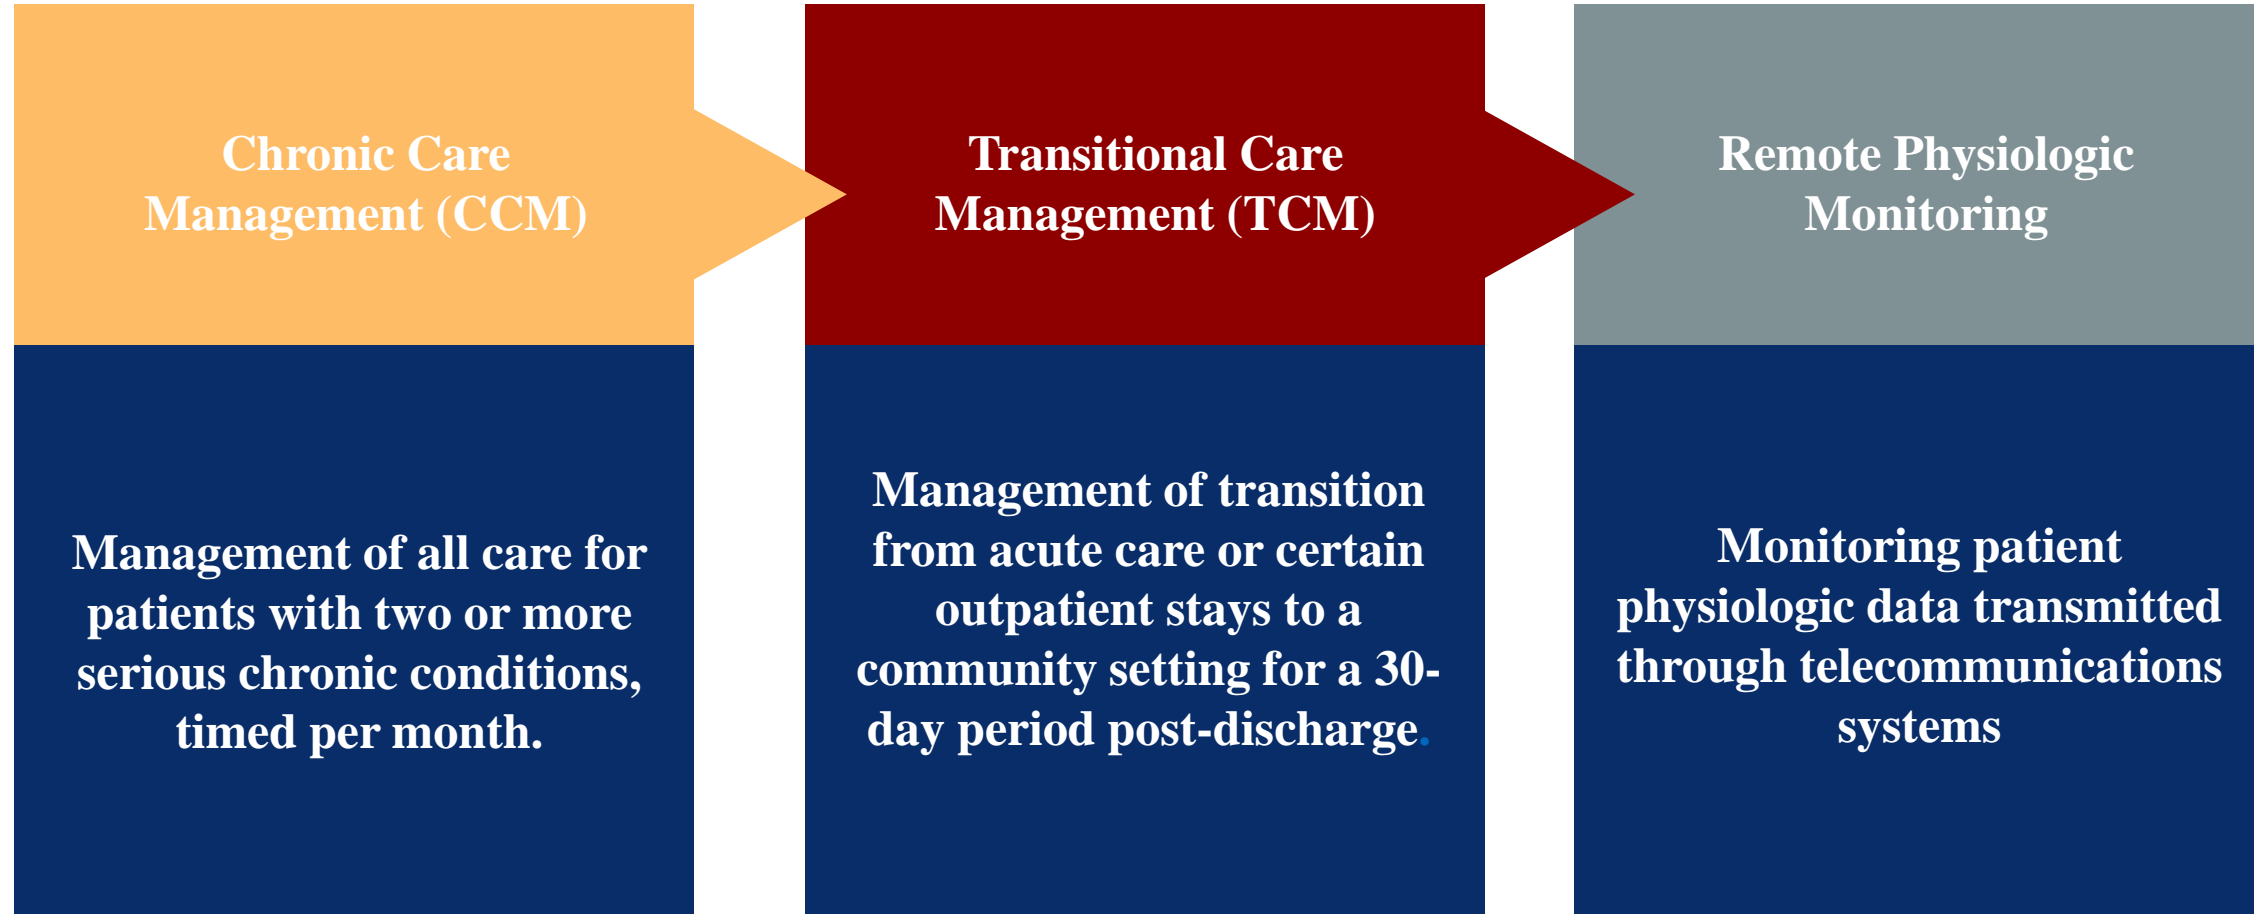 Chronic Care
Management (CCM)
Transitional Care
Management (TCM)
Remote Physiologic
Monitoring
Management of all care for
patients with two or more
serious chronic conditions,
timed per month.
Management of transition
from acute care or certain
outpatient stays to a
community setting for a 30-
day period post-discharge.
Monitoring patient
physiologic data transmitted
through telecommunications
systems